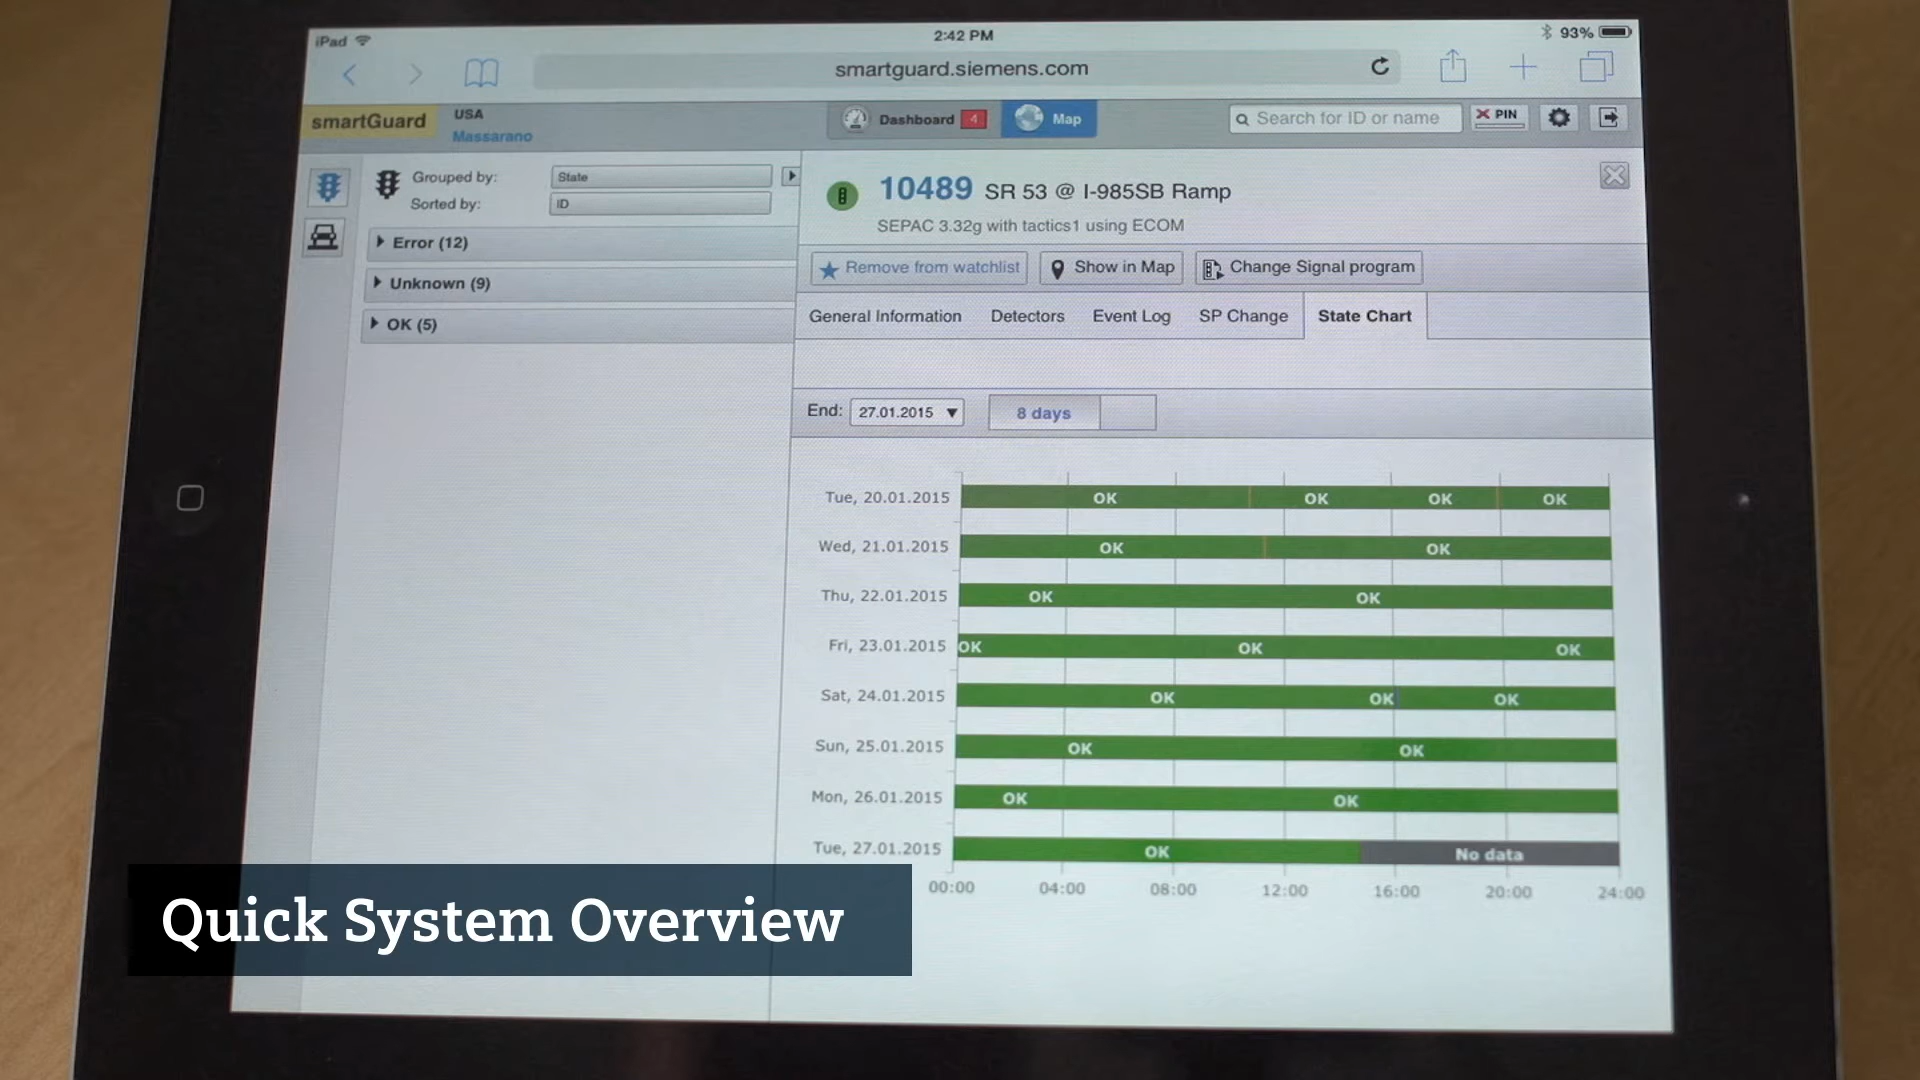 iPad
2:42 PM
93%
smartguard.siemens.com
smartGuard
USA
Massarano
Dashboard 4
Map
Search for ID or name
PIN
Grouped by: State
Sorted by: ID
Error (12)
Unknown (9)
OK (5)
10489 SR 53 @ I-985SB Ramp
SEPAC 3.32g with tactics1 using ECOM
Remove from watchlist
Show in Map
Change Signal program
General Information
Detectors
Event Log
SP Change
State Chart
End: 27.01.2015
8 days
Tue, 20.01.2015 OK OK OK OK
Wed, 21.01.2015 OK OK
Thu, 22.01.2015 OK OK
Fri, 23.01.2015 OK OK OK
Sat, 24.01.2015 OK OK OK
Sun, 25.01.2015 OK OK
Mon, 26.01.2015 OK OK
Tue, 27.01.2015 OK No data
00:00 04:00 08:00 12:00 16:00 20:00 24:00
Quick System Overview